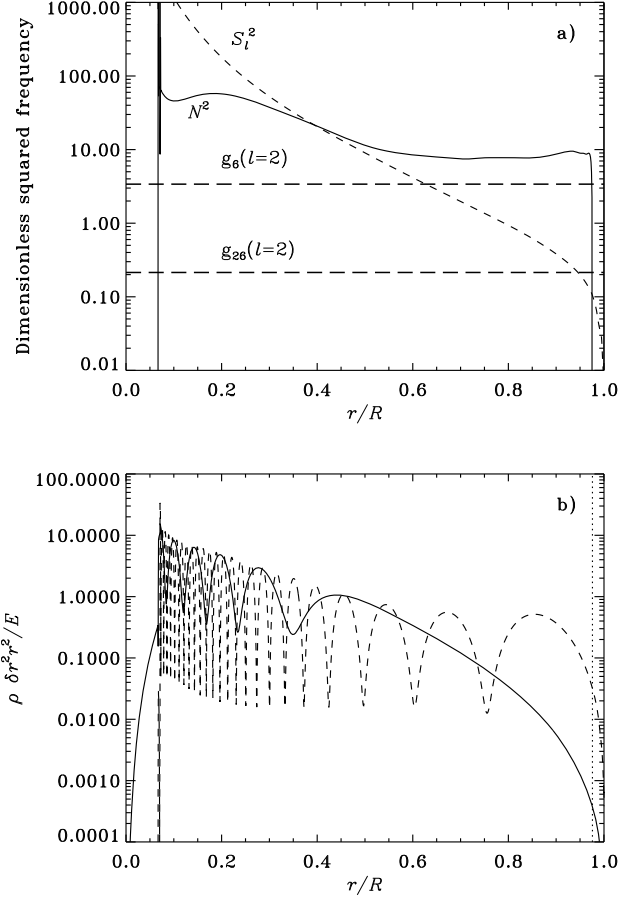 1000.00
a)
S_l^2
100.00
N^2
10.00
g_6(l=2)
1.00
g_26(l=2)
0.10
0.01
Dimensionless squared frequency
0.0 0.2 0.4 0.6 0.8 1.0
r/R
100.0000
b)
10.0000
1.0000
0.1000
0.0100
0.0010
0.0001
ρ δr²r²/E
0.0 0.2 0.4 0.6 0.8 1.0
r/R